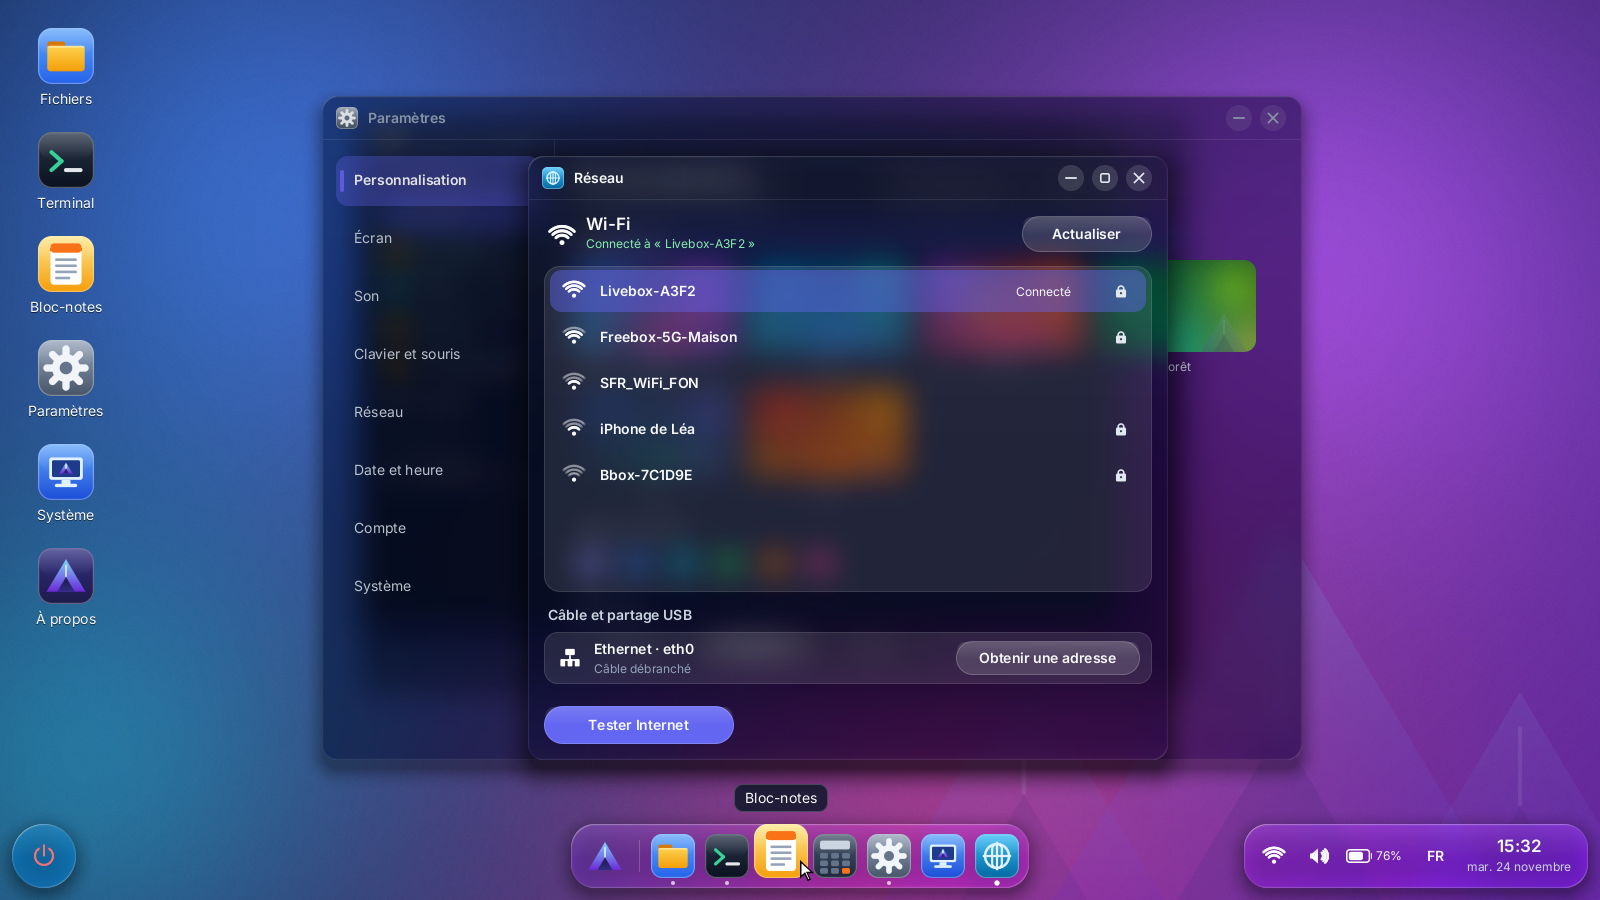 Fichiers
Terminal
Bloc-notes
Paramètres
Système
À propos
Paramètres
Personnalisation
Écran
Son
Clavier et souris
Réseau
Date et heure
Compte
Système
orêt
Réseau
Wi-Fi
Connecté à « Livebox-A3F2 »
Actualiser
Livebox-A3F2 Connecté
Freebox-5G-Maison
SFR_WiFi_FON
iPhone de Léa
Bbox-7C1D9E
Câble et partage USB
Ethernet · eth0
Câble débranché
Obtenir une adresse
Tester Internet
Bloc-notes
76%
FR
15:32
mar. 24 novembre